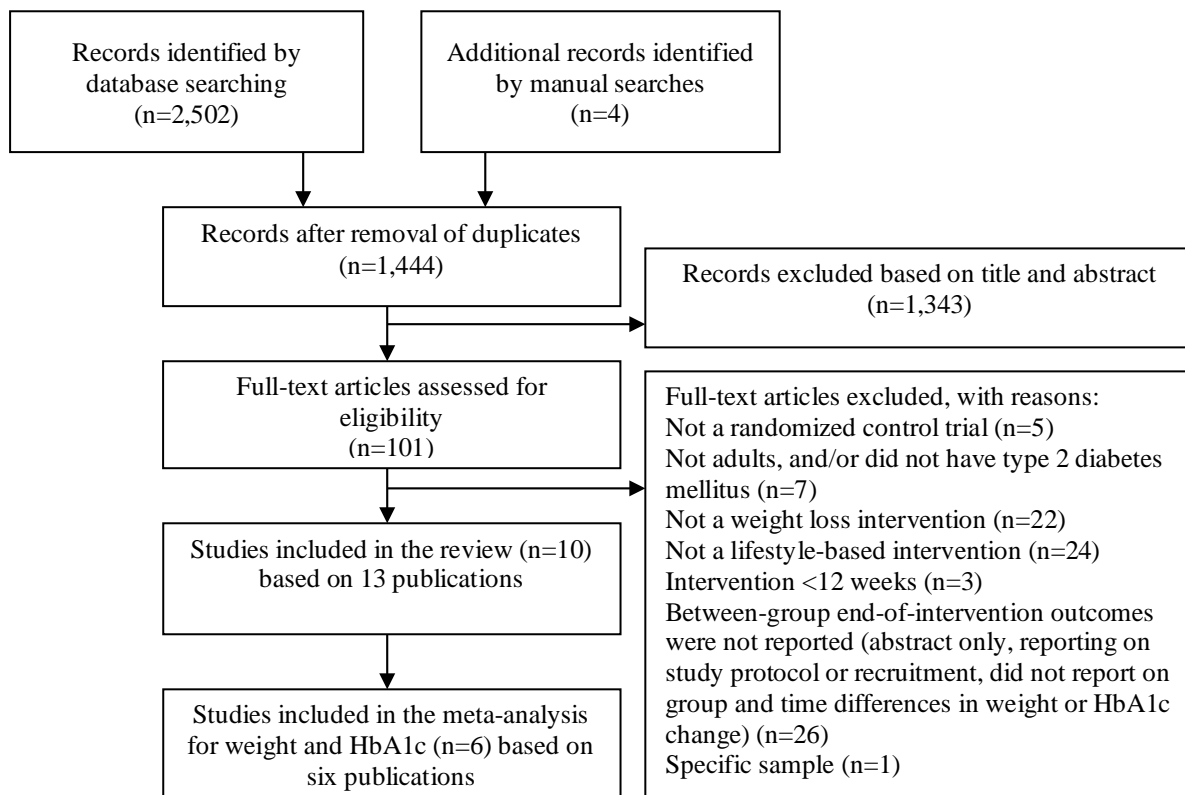 Records identified by
database searching
(n=2,502)
Additional records identified
by manual searches
(n=4)
Records after removal of duplicates
(n=1,444)
Records excluded based on title and abstract
(n=1,343)
Full-text articles assessed for
eligibility
(n=101)
Full-text articles excluded, with reasons:
Not a randomized control trial (n=5)
Not adults, and/or did not have type 2 diabetes
mellitus (n=7)
Not a weight loss intervention (n=22)
Not a lifestyle-based intervention (n=24)
Intervention <12 weeks (n=3)
Between-group end-of-intervention outcomes
were not reported (abstract only, reporting on
study protocol or recruitment, did not report on
group and time differences in weight or HbA1c
change) (n=26)
Specific sample (n=1)
Studies included in the review (n=10)
based on 13 publications
Studies included in the meta-analysis
for weight and HbA1c (n=6) based on
six publications